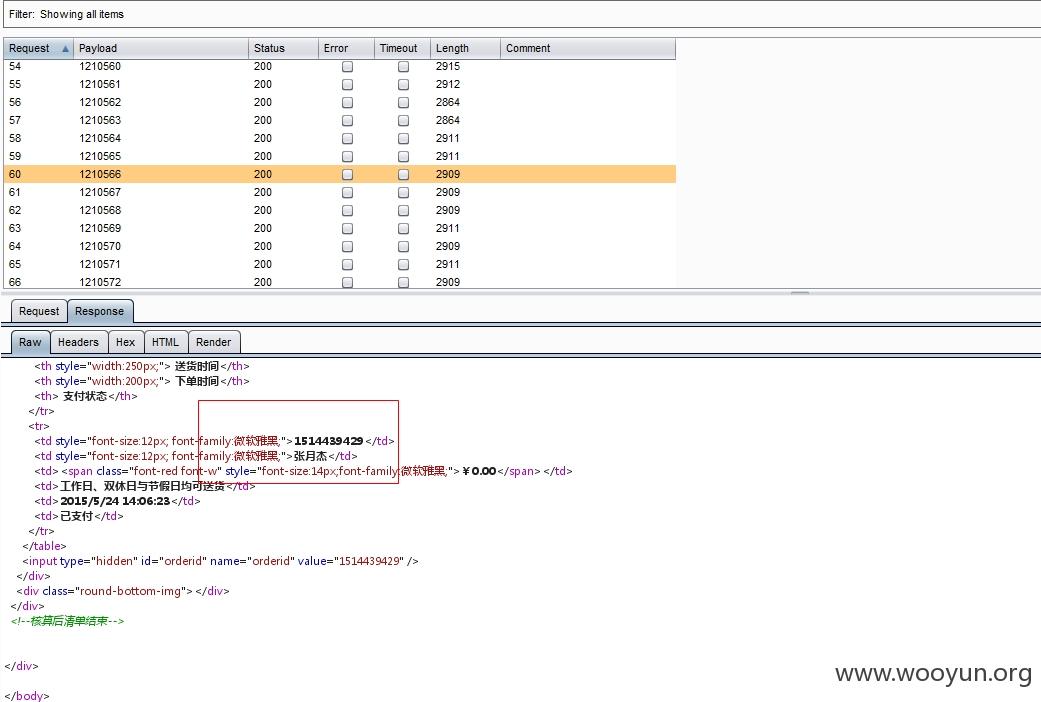 Filter: Showing all items
Request Payload Status Error Timeout Length Comment
54 1210560 200 2915
55 1210561 200 2912
56 1210562 200 2864
57 1210563 200 2864
58 1210564 200 2911
59 1210565 200 2911
60 1210566 200 2909
61 1210567 200 2909
62 1210568 200 2909
63 1210569 200 2911
64 1210570 200 2909
65 1210571 200 2911
66 1210572 200 2909
Request Response
Raw Headers Hex HTML Render
<th style="width:250px;"> 送货时间</th>
<th style="width:200px;"> 下单时间</th>
<th> 支付状态</th>
</tr>
<tr>
<td style="font-size:12px; font-family:微软雅黑;">1514439429</td>
<td style="font-size:12px; font-family:微软雅黑;">张月杰</td>
<td> <span class="font-red font-w" style="font-size:14px;font-family:微软雅黑;">￥0.00</span> </td>
<td>工作日、双休日与节假日均可送货</td>
<td>2015/5/24 14:06:23</td>
<td>已支付</td>
</tr>
</table>
<input type="hidden" id="orderid" name="orderid" value="1514439429" />
</div>
<div class="round-bottom-img"> </div>
</div>
<!--核算后清单结束-->
</div>
www.wooyun.org
</body>